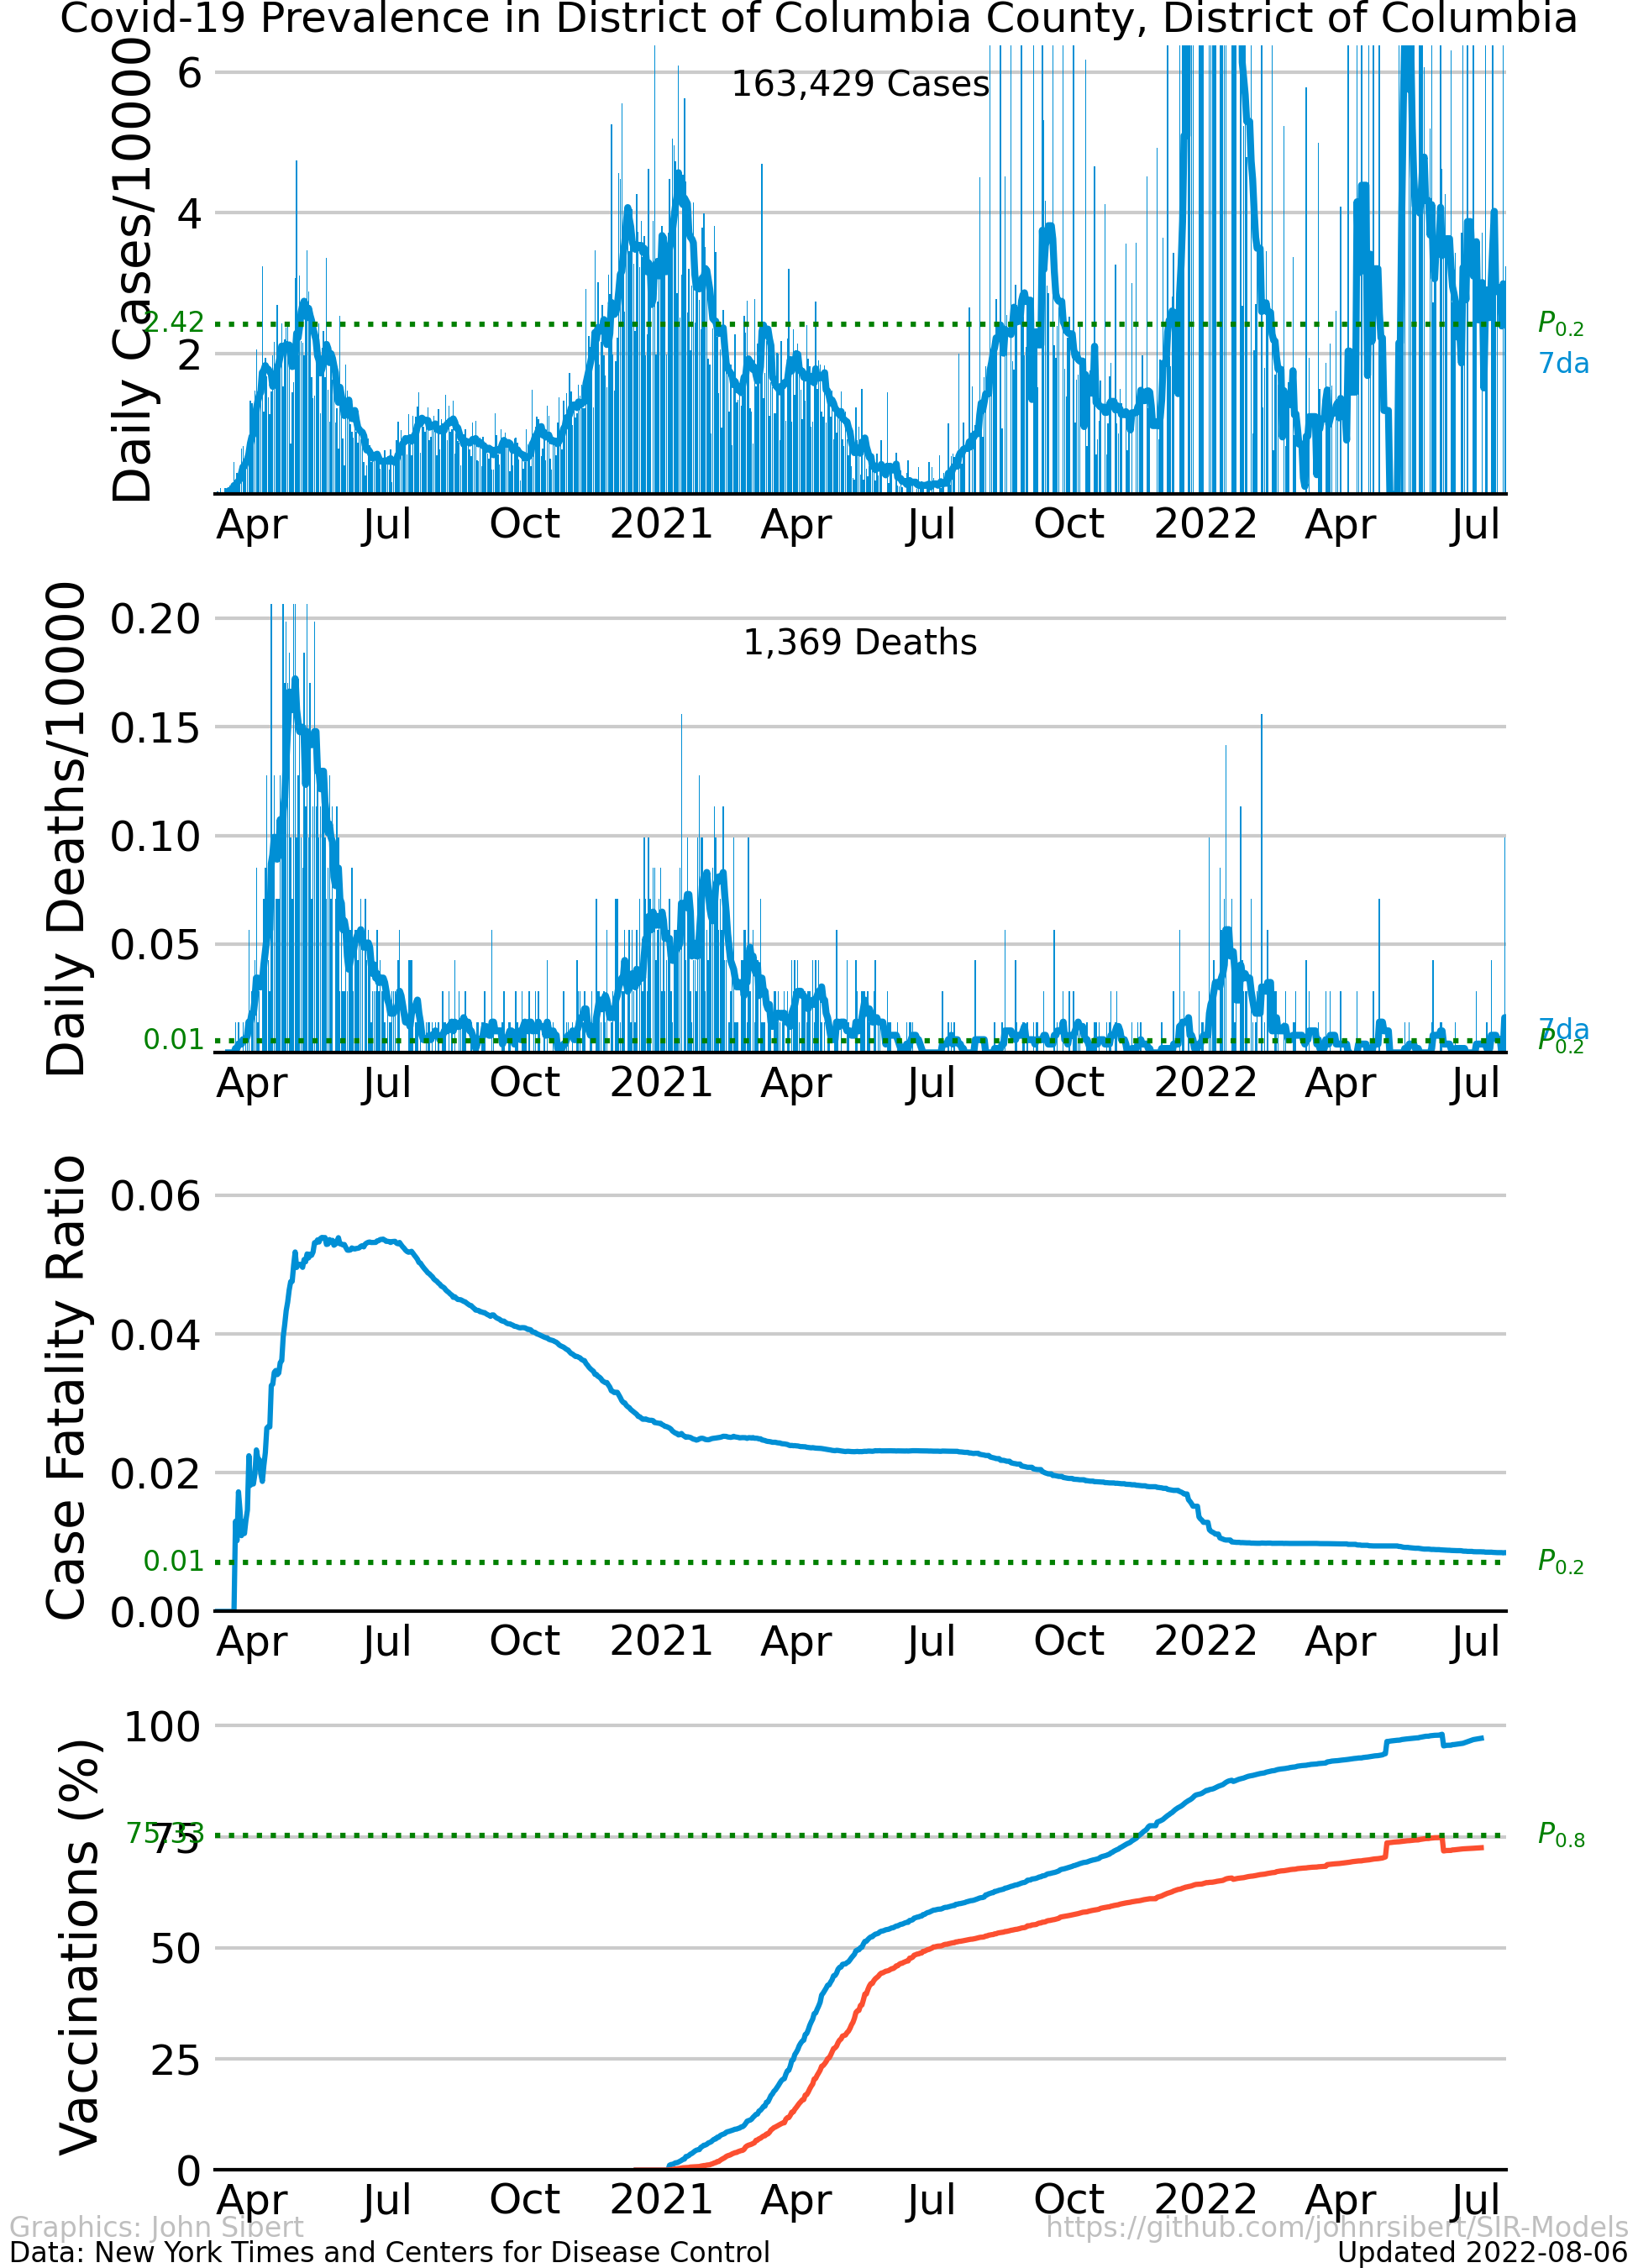 Covid-19 Prevalence in District of Columbia County, District of Columbia
Daily Cases/10000
6
4
2
2.42
163,429 Cases
P0.2
7da
Apr Jul Oct 2021 Apr Jul Oct 2022 Apr Jul
Daily Deaths/10000
0.20
0.15
0.10
0.05
0.01
1,369 Deaths
7da
P0.2
Apr Jul Oct 2021 Apr Jul Oct 2022 Apr Jul
Case Fatality Ratio
0.06
0.04
0.02
0.01
0.00
P0.2
Apr Jul Oct 2021 Apr Jul Oct 2022 Apr Jul
Vaccinations (%)
100
75
75.33
50
25
0
P0.8
Apr Jul Oct 2021 Apr Jul Oct 2022 Apr Jul
Graphics: John Sibert https://github.com/johnrsibert/SIR-Models
Data: New York Times and Centers for Disease Control Updated 2022-08-06